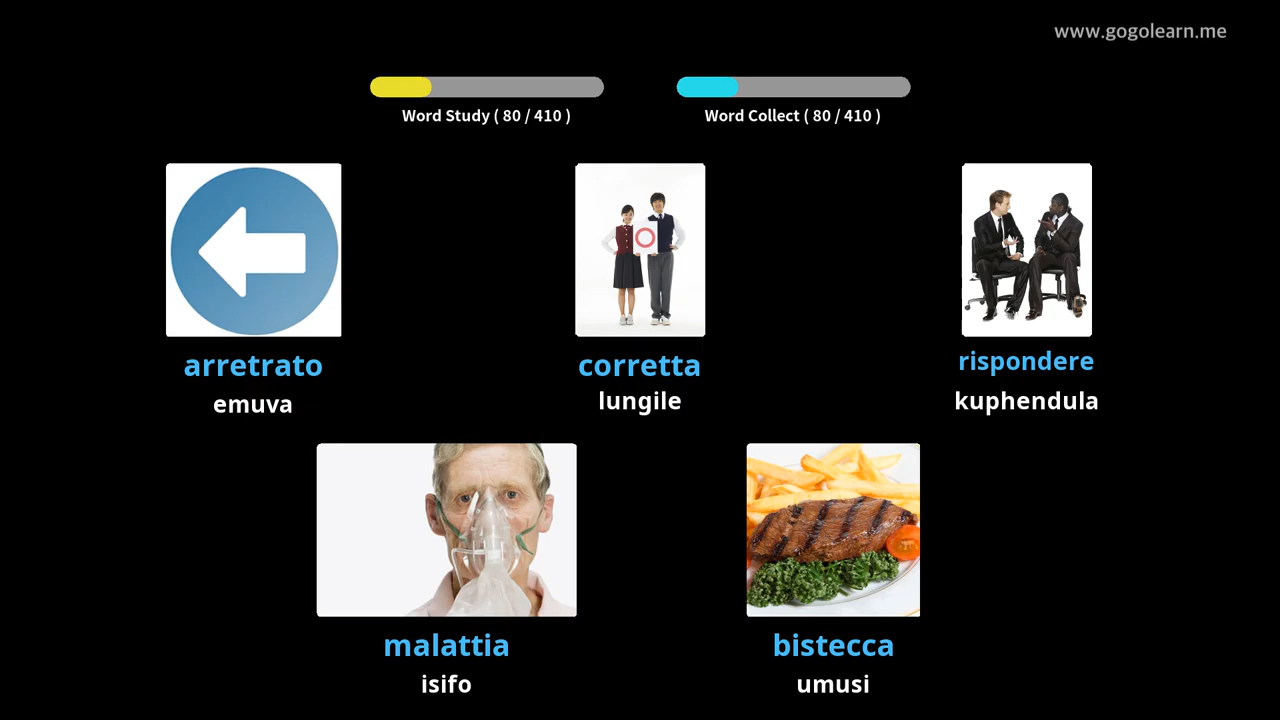 www.gogolearn.me
Word Study ( 80 / 410 )
Word Collect ( 80 / 410 )
arretrato
emuva
corretta
lungile
rispondere
kuphendula
malattia
isifo
bistecca
umusi